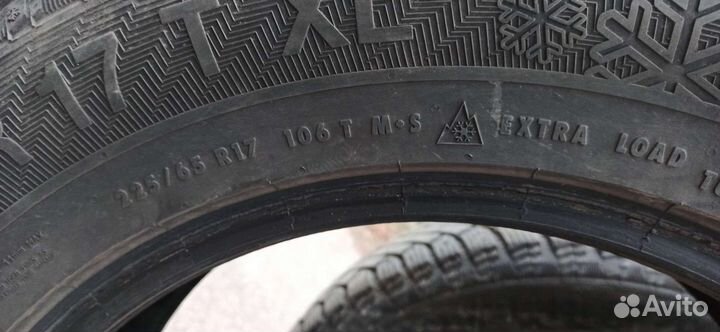 17 T XL
225/65 R17 106 T M•S EXTRA LOAD
Avito